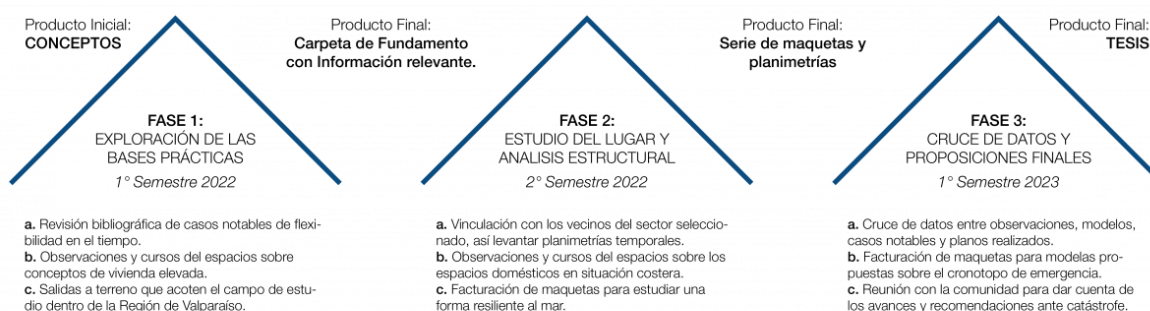 Producto Inicial:
CONCEPTOS
Producto Final:
Carpeta de Fundamento
con Información relevante.
Producto Final:
Serie de maquetas y
planimetrías
Producto Final:
TESIS
FASE 1:
EXPLORACIÓN DE LAS
BASES PRÁCTICAS
1° Semestre 2022
FASE 2:
ESTUDIO DEL LUGAR Y
ANALISIS ESTRUCTURAL
2° Semestre 2022
FASE 3:
CRUCE DE DATOS Y
PROPOSICIONES FINALES
1° Semestre 2023
a. Revisión bibliográfica de casos notables de flexi-
bilidad en el tiempo.
b. Observaciones y cursos del espacios sobre
conceptos de vivienda elevada.
c. Salidas a terreno que acoten el campo de estu-
dio dentro de la Región de Valparaíso.
a. Vinculación con los vecinos del sector seleccio-
nado, así levantar planimetrías temporales.
b. Observaciones y cursos del espacios sobre los
espacios domésticos en situación costera.
c. Facturación de maquetas para estudiar una
forma resiliente al mar.
a. Cruce de datos entre observaciones, modelos,
casos notables y planos realizados.
b. Facturación de maquetas para modelas pro-
puestas sobre el cronotopo de emergencia.
c. Reunión con la comunidad para dar cuenta de
los avances y recomendaciones ante catástrofe.